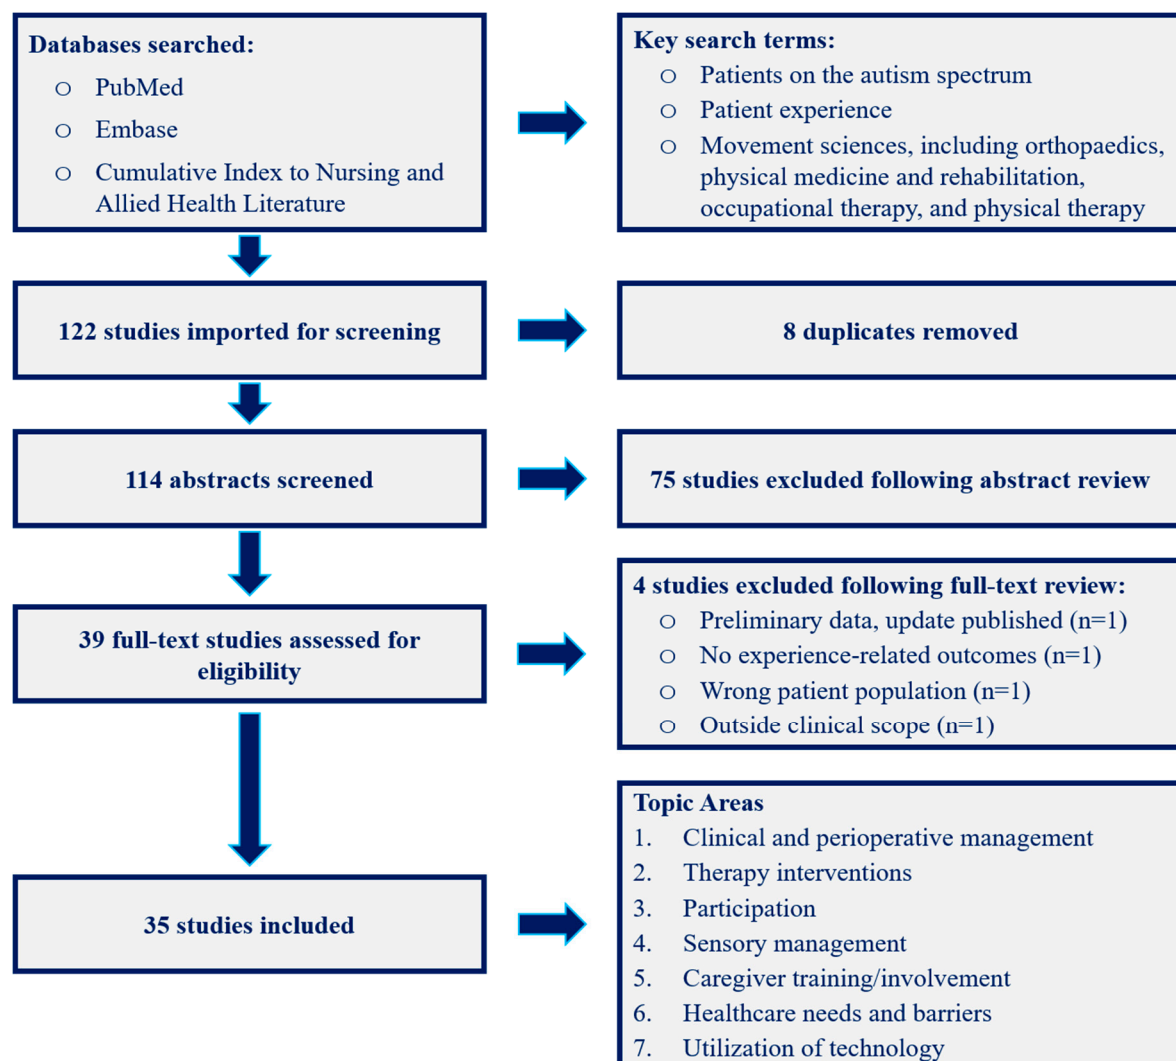 Databases searched:
o PubMed
o Embase
o Cumulative Index to Nursing and
Allied Health Literature
Key search terms:
o Patients on the autism spectrum
o Patient experience
o Movement sciences, including orthopaedics,
physical medicine and rehabilitation,
occupational therapy, and physical therapy
122 studies imported for screening
8 duplicates removed
114 abstracts screened
75 studies excluded following abstract review
39 full-text studies assessed for
eligibility
4 studies excluded following full-text review:
o Preliminary data, update published (n=1)
o No experience-related outcomes (n=1)
o Wrong patient population (n=1)
o Outside clinical scope (n=1)
35 studies included
Topic Areas
1. Clinical and perioperative management
2. Therapy interventions
3. Participation
4. Sensory management
5. Caregiver training/involvement
6. Healthcare needs and barriers
7. Utilization of technology